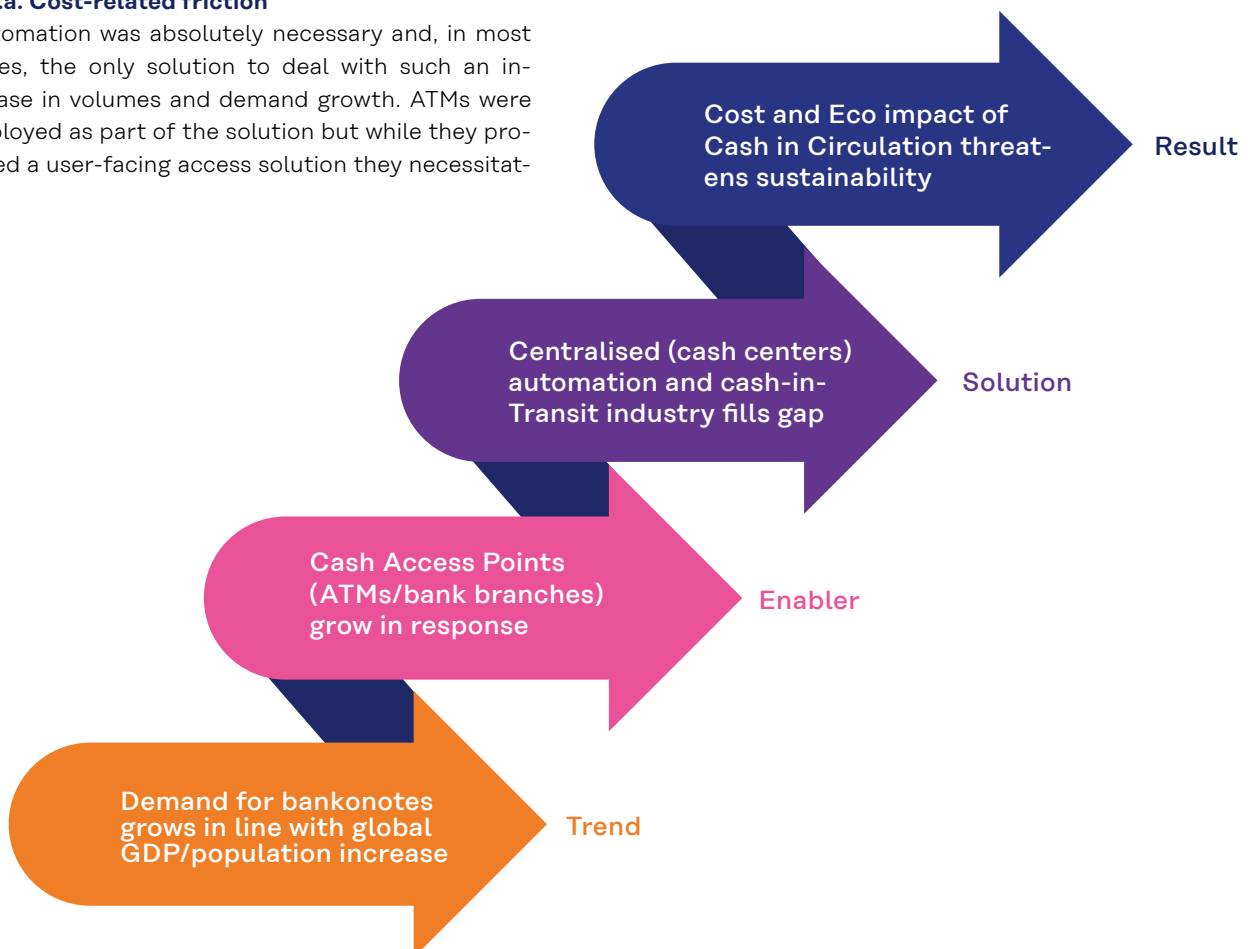 .a. Cost-related friction
tomation was absolutely necessary and, in most
es, the only solution to deal with such an in-
ase in volumes and demand growth. ATMs were
ployed as part of the solution but while they pro-
ed a user-facing access solution they necessitat-
Cost and Eco impact of
Cash in Circulation threat-
ens sustainability
Result
Centralised (cash centers)
automation and cash-in-
Transit industry fills gap
Solution
Cash Access Points
(ATMs/bank branches)
grow in response
Enabler
Demand for bankonotes
grows in line with global
GDP/population increase
Trend